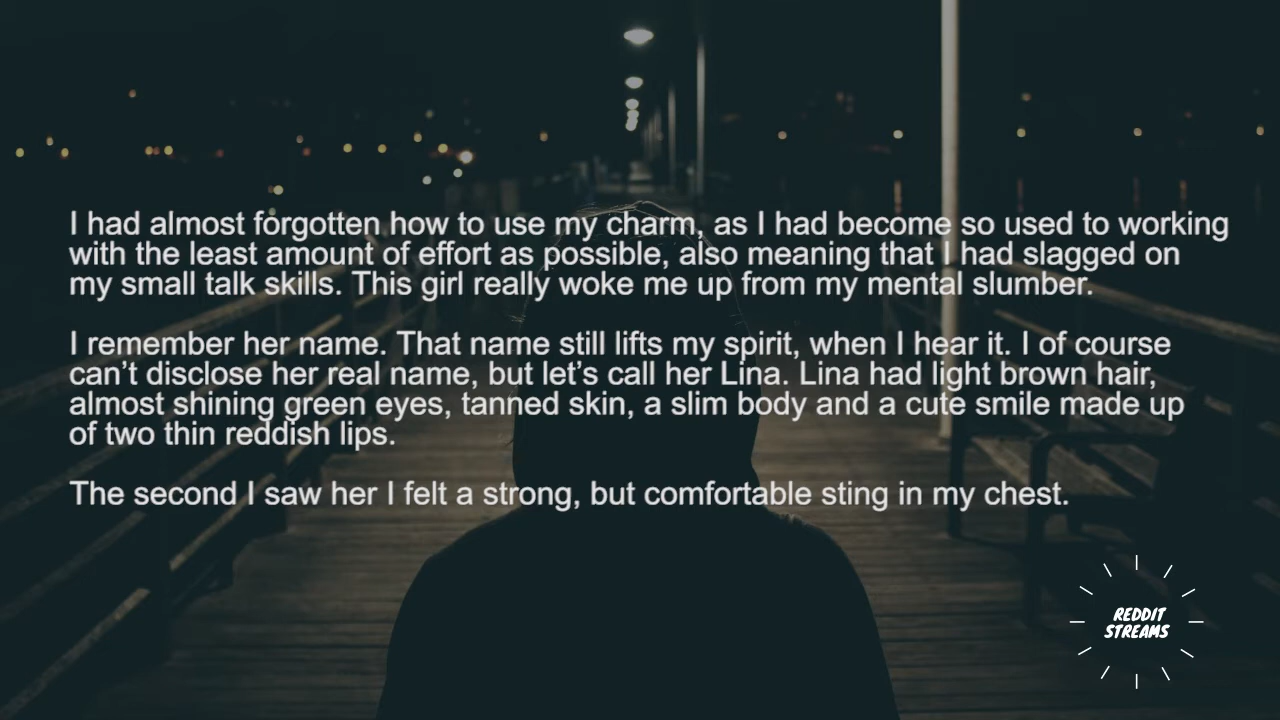 I had almost forgotten how to use my charm, as I had become so used to working
with the least amount of effort as possible, also meaning that I had slagged on
my small talk skills. This girl really woke me up from my mental slumber.
I remember her name. That name still lifts my spirit, when I hear it. I of course
can’t disclose her real name, but let’s call her Lina. Lina had light brown hair,
almost shining green eyes, tanned skin, a slim body and a cute smile made up
of two thin reddish lips.
The second I saw her I felt a strong, but comfortable sting in my chest.
REDDIT
STREAMS